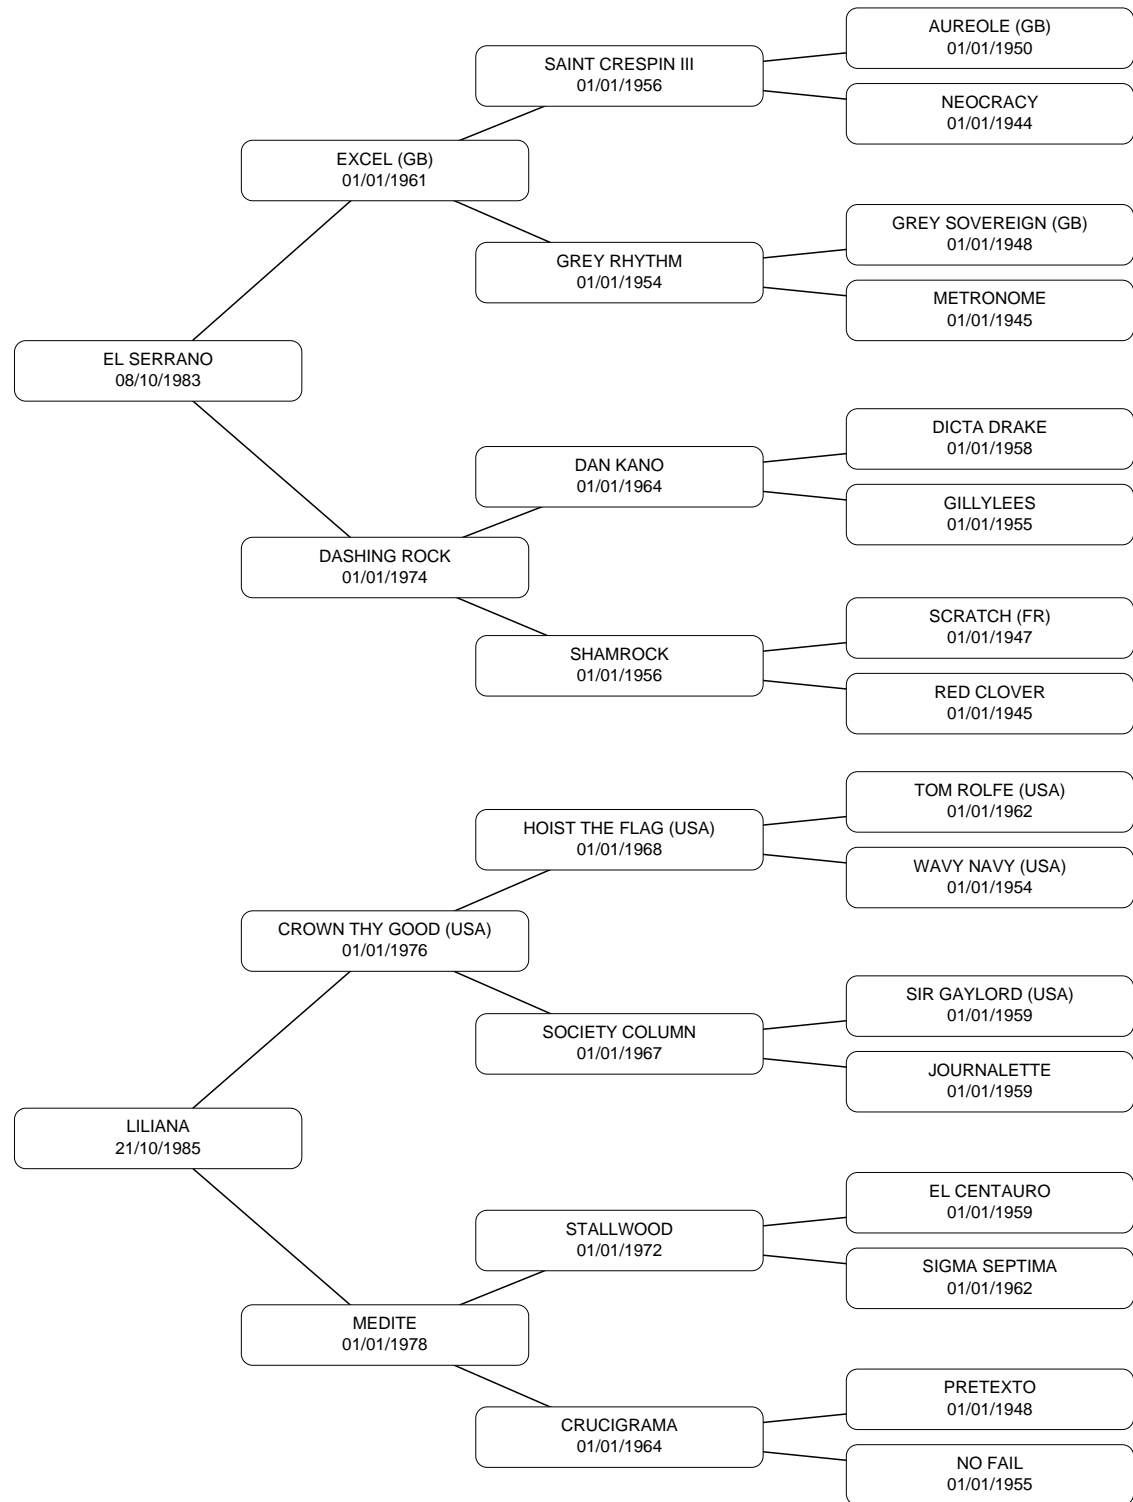 AUREOLE (GB)
01/01/1950
SAINT CRESPIN III
01/01/1956
NEOCRACY
01/01/1944
EXCEL (GB)
01/01/1961
GREY SOVEREIGN (GB)
01/01/1948
GREY RHYTHM
01/01/1954
METRONOME
01/01/1945
EL SERRANO
08/10/1983
DICTA DRAKE
01/01/1958
DAN KANO
01/01/1964
GILLYLEES
01/01/1955
DASHING ROCK
01/01/1974
SCRATCH (FR)
01/01/1947
SHAMROCK
01/01/1956
RED CLOVER
01/01/1945
TOM ROLFE (USA)
01/01/1962
HOIST THE FLAG (USA)
01/01/1968
WAVY NAVY (USA)
01/01/1954
CROWN THY GOOD (USA)
01/01/1976
SIR GAYLORD (USA)
01/01/1959
SOCIETY COLUMN
01/01/1967
JOURNALETTE
01/01/1959
LILIANA
21/10/1985
EL CENTAURO
01/01/1959
STALLWOOD
01/01/1972
SIGMA SEPTIMA
01/01/1962
MEDITE
01/01/1978
PRETEXTO
01/01/1948
CRUCIGRAMA
01/01/1964
NO FAIL
01/01/1955